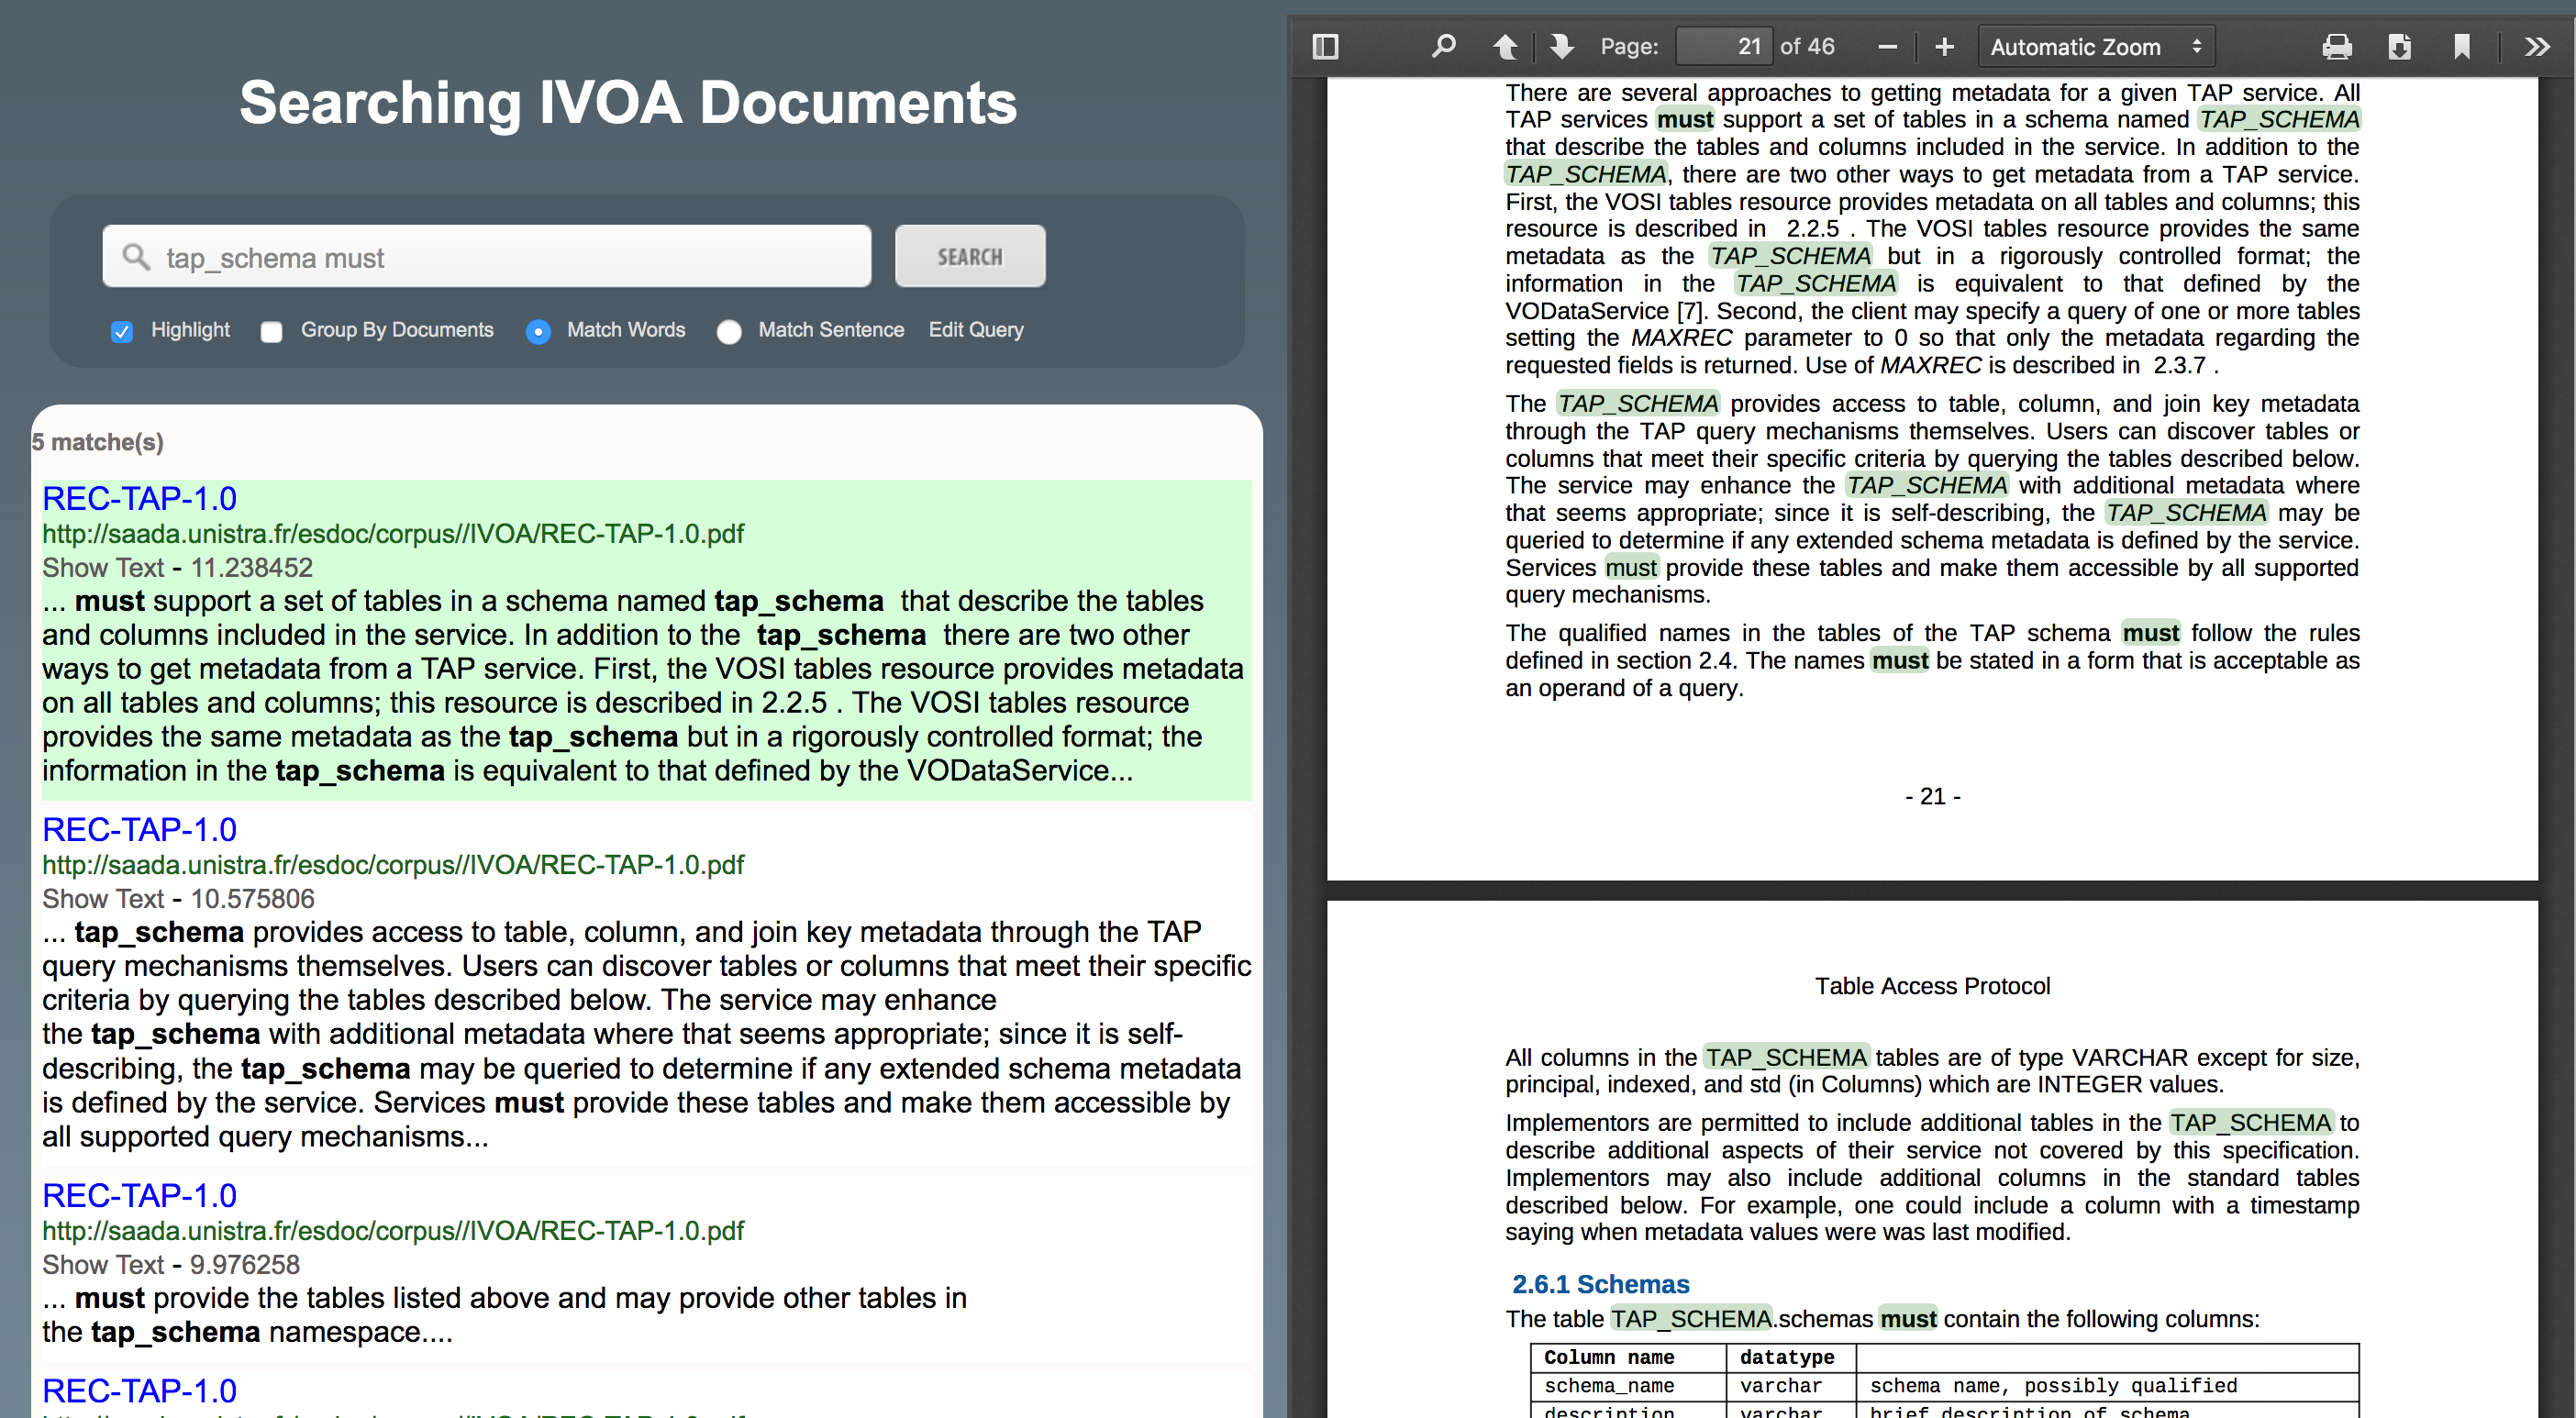 Searching IVOA Documents
tap_schema must
SEARCH
Highlight
Group By Documents
Match Words
Match Sentence
Edit Query
5 matche(s)
REC-TAP-1.0
http://saada.unistra.fr/esdoc/corpus//IVOA/REC-TAP-1.0.pdf
Show Text - 11.238452
... must support a set of tables in a schema named tap_schema that describe the tables
and columns included in the service. In addition to the tap_schema there are two other
ways to get metadata from a TAP service. First, the VOSI tables resource provides metadata
on all tables and columns; this resource is described in 2.2.5 . The VOSI tables resource
provides the same metadata as the tap_schema but in a rigorously controlled format; the
information in the tap_schema is equivalent to that defined by the VODataService...
REC-TAP-1.0
http://saada.unistra.fr/esdoc/corpus//IVOA/REC-TAP-1.0.pdf
Show Text - 10.575806
... tap_schema provides access to table, column, and join key metadata through the TAP
query mechanisms themselves. Users can discover tables or columns that meet their specific
criteria by querying the tables described below. The service may enhance
the tap_schema with additional metadata where that seems appropriate; since it is self-
describing, the tap_schema may be queried to determine if any extended schema metadata
is defined by the service. Services must provide these tables and make them accessible by
all supported query mechanisms...
REC-TAP-1.0
http://saada.unistra.fr/esdoc/corpus//IVOA/REC-TAP-1.0.pdf
Show Text - 9.976258
... must provide the tables listed above and may provide other tables in
the tap_schema namespace....
REC-TAP-1.0
Page: 21 of 46
Automatic Zoom
There are several approaches to getting metadata for a given TAP service. All
TAP services must support a set of tables in a schema named TAP_SCHEMA
that describe the tables and columns included in the service. In addition to the
TAP_SCHEMA, there are two other ways to get metadata from a TAP service.
First, the VOSI tables resource provides metadata on all tables and columns; this
resource is described in 2.2.5 . The VOSI tables resource provides the same
metadata as the TAP_SCHEMA but in a rigorously controlled format; the
information in the TAP_SCHEMA is equivalent to that defined by the
VODataService [7]. Second, the client may specify a query of one or more tables
setting the MAXREC parameter to 0 so that only the metadata regarding the
requested fields is returned. Use of MAXREC is described in 2.3.7 .
The TAP_SCHEMA provides access to table, column, and join key metadata
through the TAP query mechanisms themselves. Users can discover tables or
columns that meet their specific criteria by querying the tables described below.
The service may enhance the TAP_SCHEMA with additional metadata where
that seems appropriate; since it is self-describing, the TAP_SCHEMA may be
queried to determine if any extended schema metadata is defined by the service.
Services must provide these tables and make them accessible by all supported
query mechanisms.
The qualified names in the tables of the TAP schema must follow the rules
defined in section 2.4. The names must be stated in a form that is acceptable as
an operand of a query.
- 21 -
Table Access Protocol
All columns in the TAP_SCHEMA tables are of type VARCHAR except for size,
principal, indexed, and std (in Columns) which are INTEGER values.
Implementors are permitted to include additional tables in the TAP_SCHEMA to
describe additional aspects of their service not covered by this specification.
Implementors may also include additional columns in the standard tables
described below. For example, one could include a column with a timestamp
saying when metadata values were was last modified.
2.6.1 Schemas
The table TAP_SCHEMA.schemas must contain the following columns:
Column name datatype
schema_name varchar schema name, possibly qualified
description varchar brief description of schema